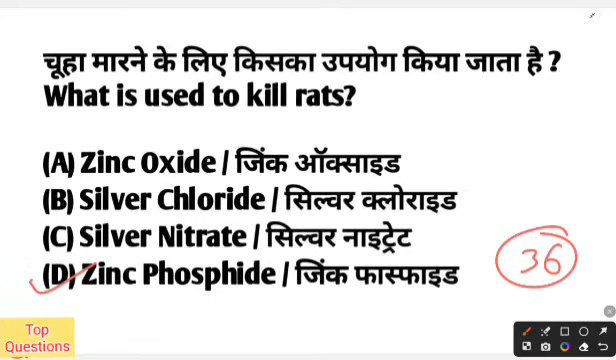 चूहा मारने के लिए किसका उपयोग किया जाता है ?
What is used to kill rats?
(A) Zinc Oxide / जिंक ऑक्साइड
(B) Silver Chloride / सिल्वर क्लोराइड
(C) Silver Nitrate / सिल्वर नाइट्रेट
(D) Zinc Phosphide / जिंक फास्फाइड
36
Top
Questions